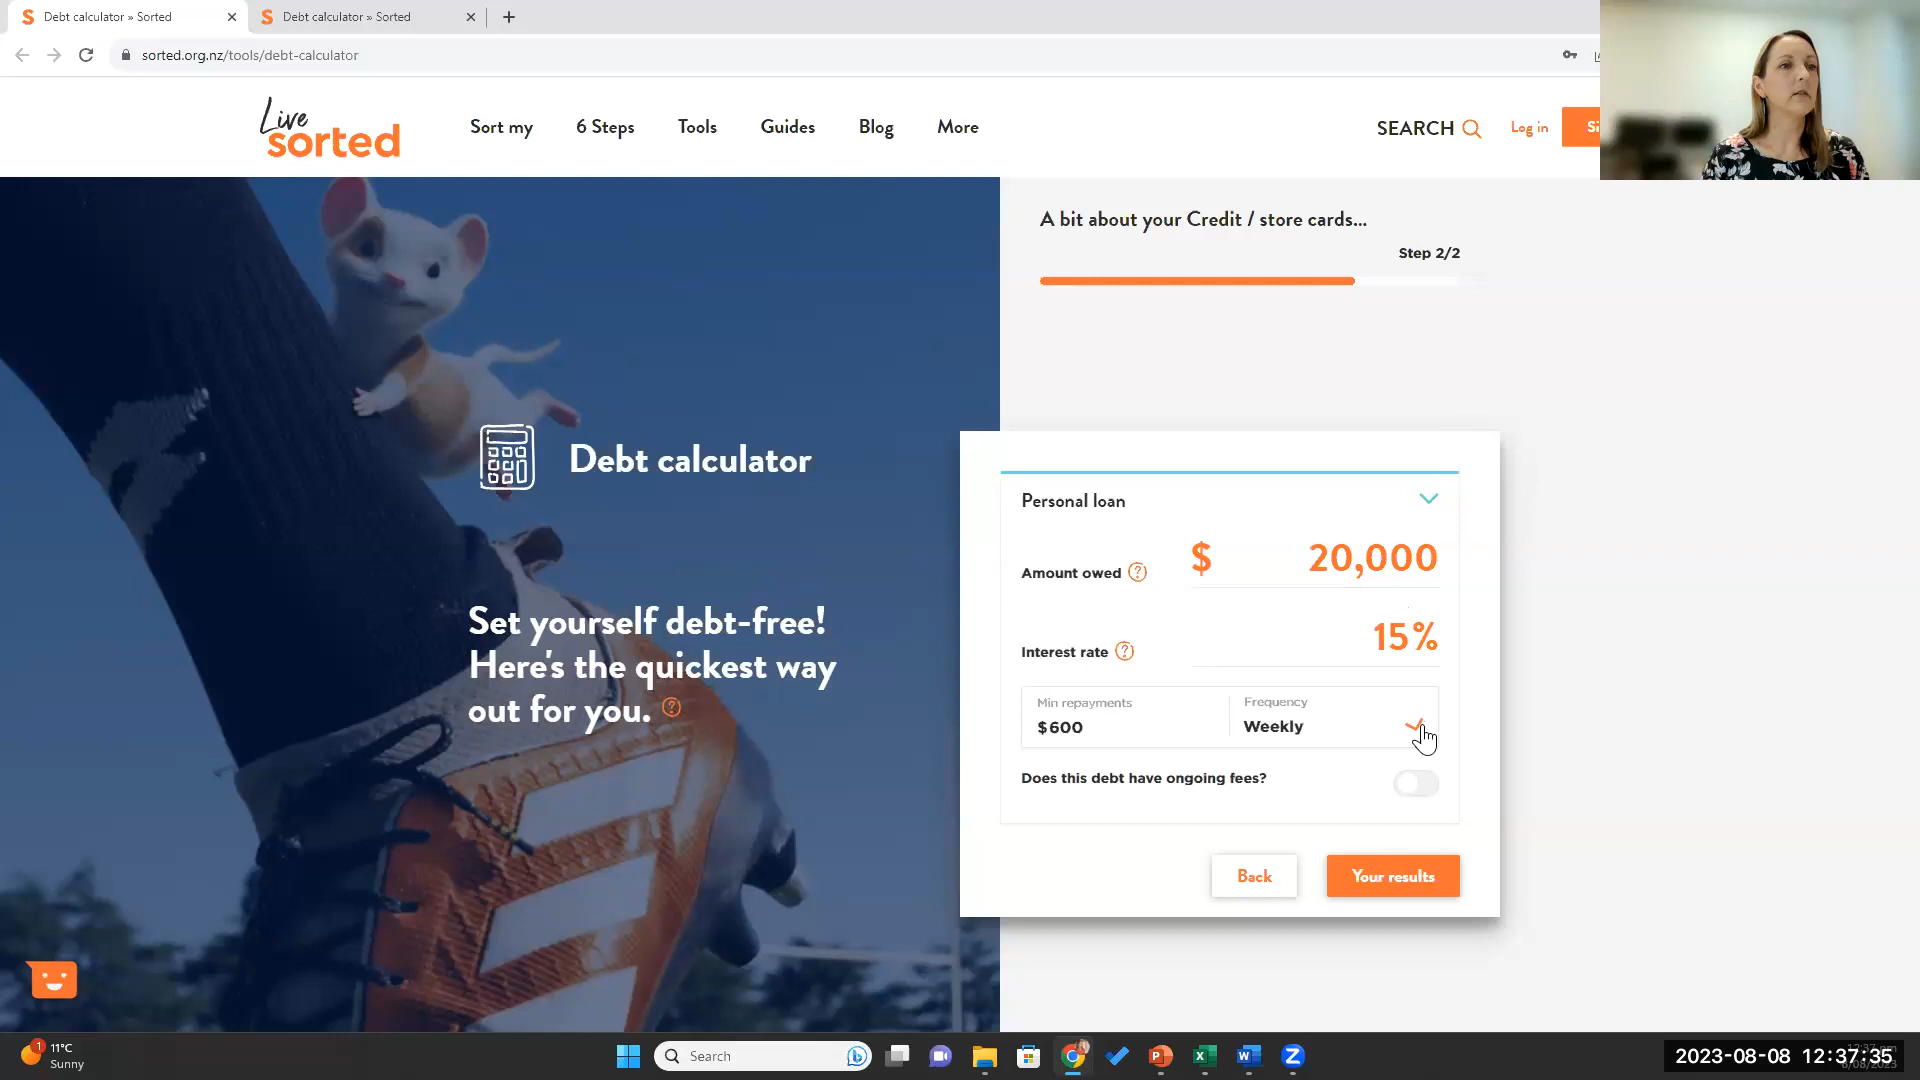 Debt calculator » Sorted
Debt calculator » Sorted
sorted.org.nz/tools/debt-calculator
Live
sorted
Sort my
6 Steps
Tools
Guides
Blog
More
SEARCH
Log in
Si
A bit about your Credit / store cards...
Step 2/2
Debt calculator
Set yourself debt-free!
Here's the quickest way
out for you. ?
Personal loan
Amount owed ? $ 20,000
Interest rate ? 15%
Min repayments
$600
Frequency
Weekly
Does this debt have ongoing fees?
Back
Your results
1
11°C
Sunny
Search
2023-08-08 12:37:35